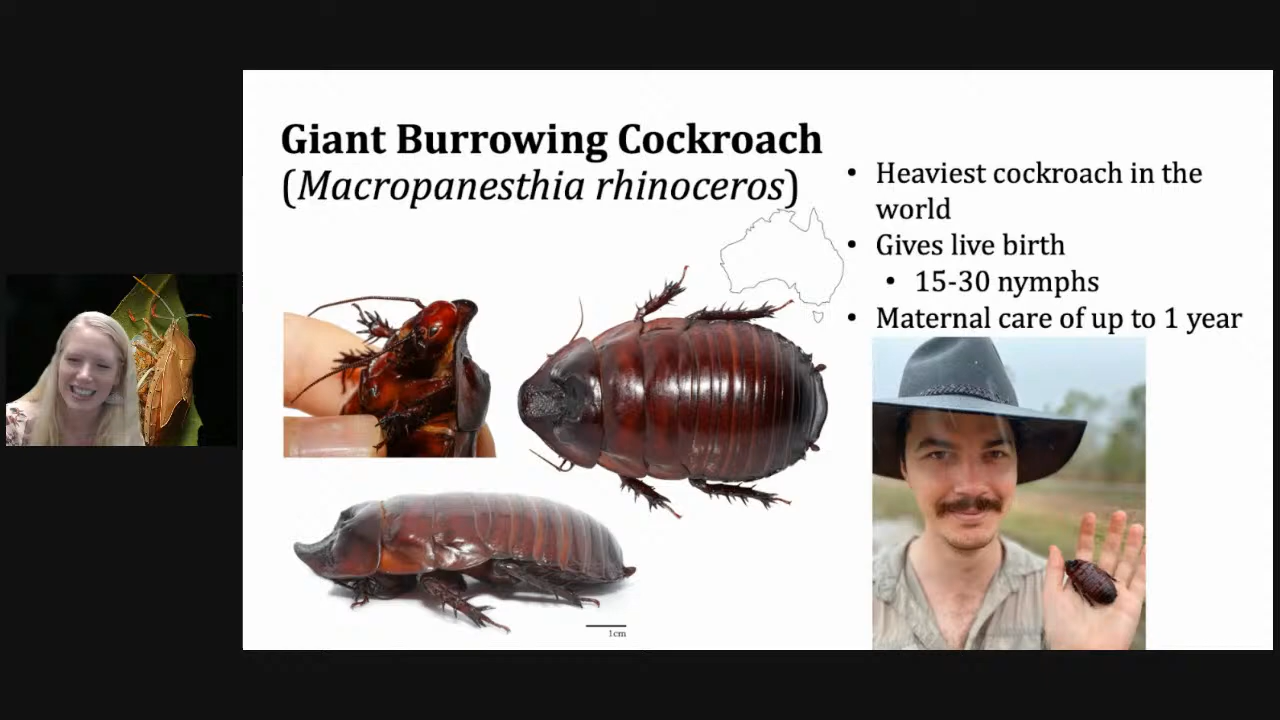 Giant Burrowing Cockroach
(Macropanesthia rhinoceros)
• Heaviest cockroach in the
world
• Gives live birth
• 15-30 nymphs
• Maternal care of up to 1 year
1cm